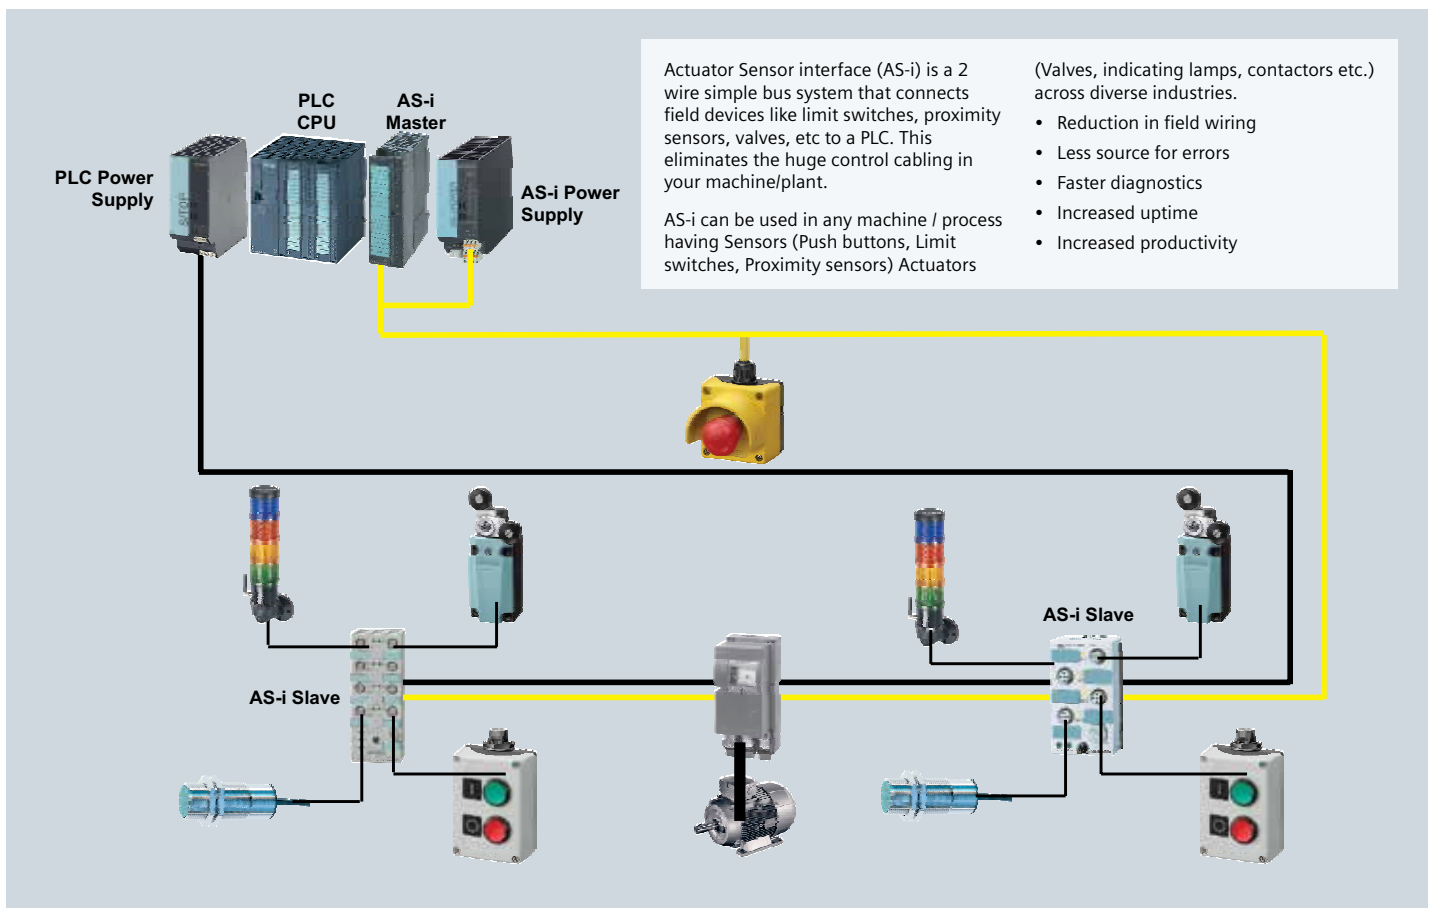 PLC
CPU
AS-i
Master
PLC Power
Supply
AS-i Power
Supply
Actuator Sensor interface (AS-i) is a 2
wire simple bus system that connects
field devices like limit switches, proximity
sensors, valves, etc to a PLC. This
eliminates the huge control cabling in
your machine/plant.
AS-i can be used in any machine / process
having Sensors (Push buttons, Limit
switches, Proximity sensors) Actuators
(Valves, indicating lamps, contactors etc.)
across diverse industries.
• Reduction in field wiring
• Less source for errors
• Faster diagnostics
• Increased uptime
• Increased productivity
AS-i Slave
AS-i Slave